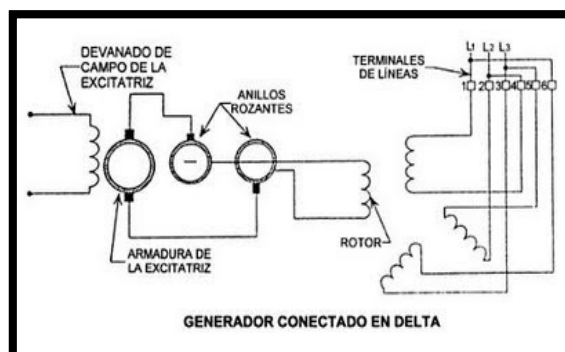 DEVANADO DE
CAMPO DE LA
EXCITATRIZ
ANILLOS
ROZANTES
TERMINALES
DE LÍNEAS
L1 L2 L3
1 2 3 4 5 6
ROTOR
ARMADURA DE
LA EXCITATRIZ
GENERADOR CONECTADO EN DELTA